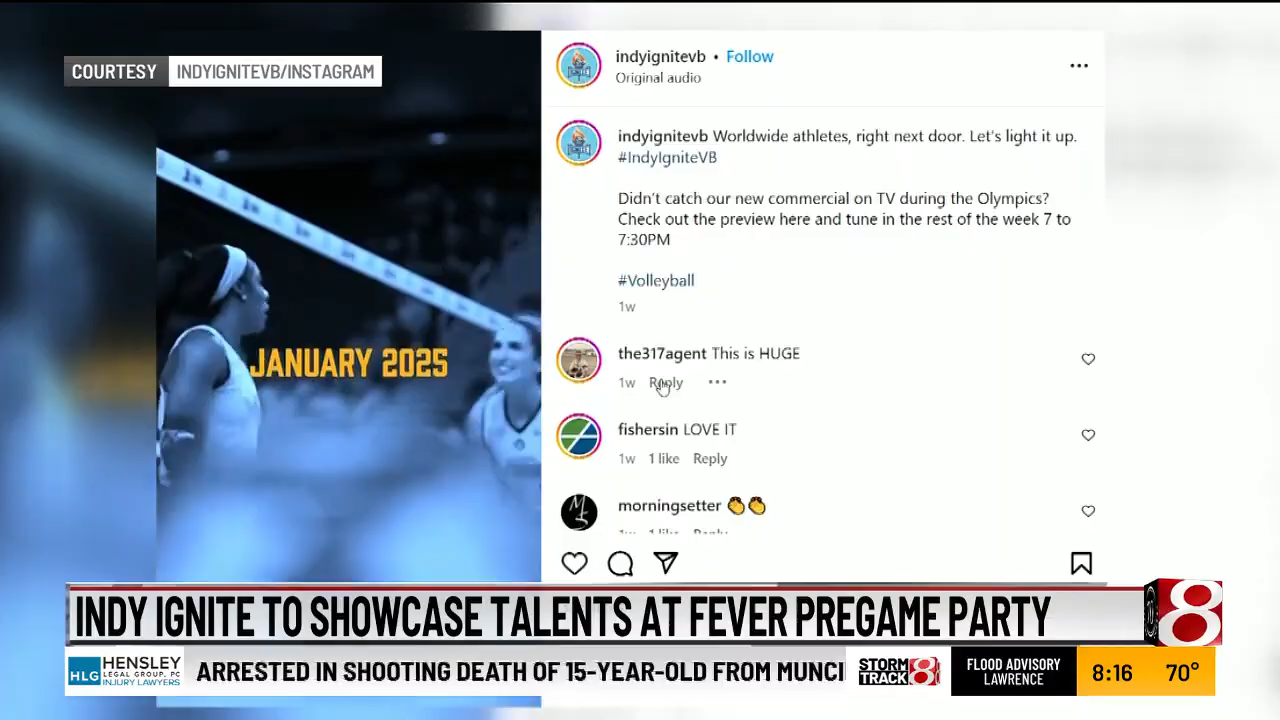 COURTESY INDYIGNITEVB/INSTAGRAM
JANUARY 2025
indyignitevb • Follow
Original audio
indyignitevb Worldwide athletes, right next door. Let's light it up.
#IndyIgniteVB
Didn't catch our new commercial on TV during the Olympics?
Check out the preview here and tune in the rest of the week 7 to
7:30PM
#Volleyball
1w
the317agent This is HUGE
1w Reply
fishersin LOVE IT
1w 1 like Reply
morningsetter 👏👏
1w 1 like Reply
INDY IGNITE TO SHOWCASE TALENTS AT FEVER PREGAME PARTY
8
HLG HENSLEY
LEGAL GROUP, PC
INJURY LAWYERS
ARRESTED IN SHOOTING DEATH OF 15-YEAR-OLD FROM MUNCI
STORM
TRACK 8
FLOOD ADVISORY
LAWRENCE
8:16 70°